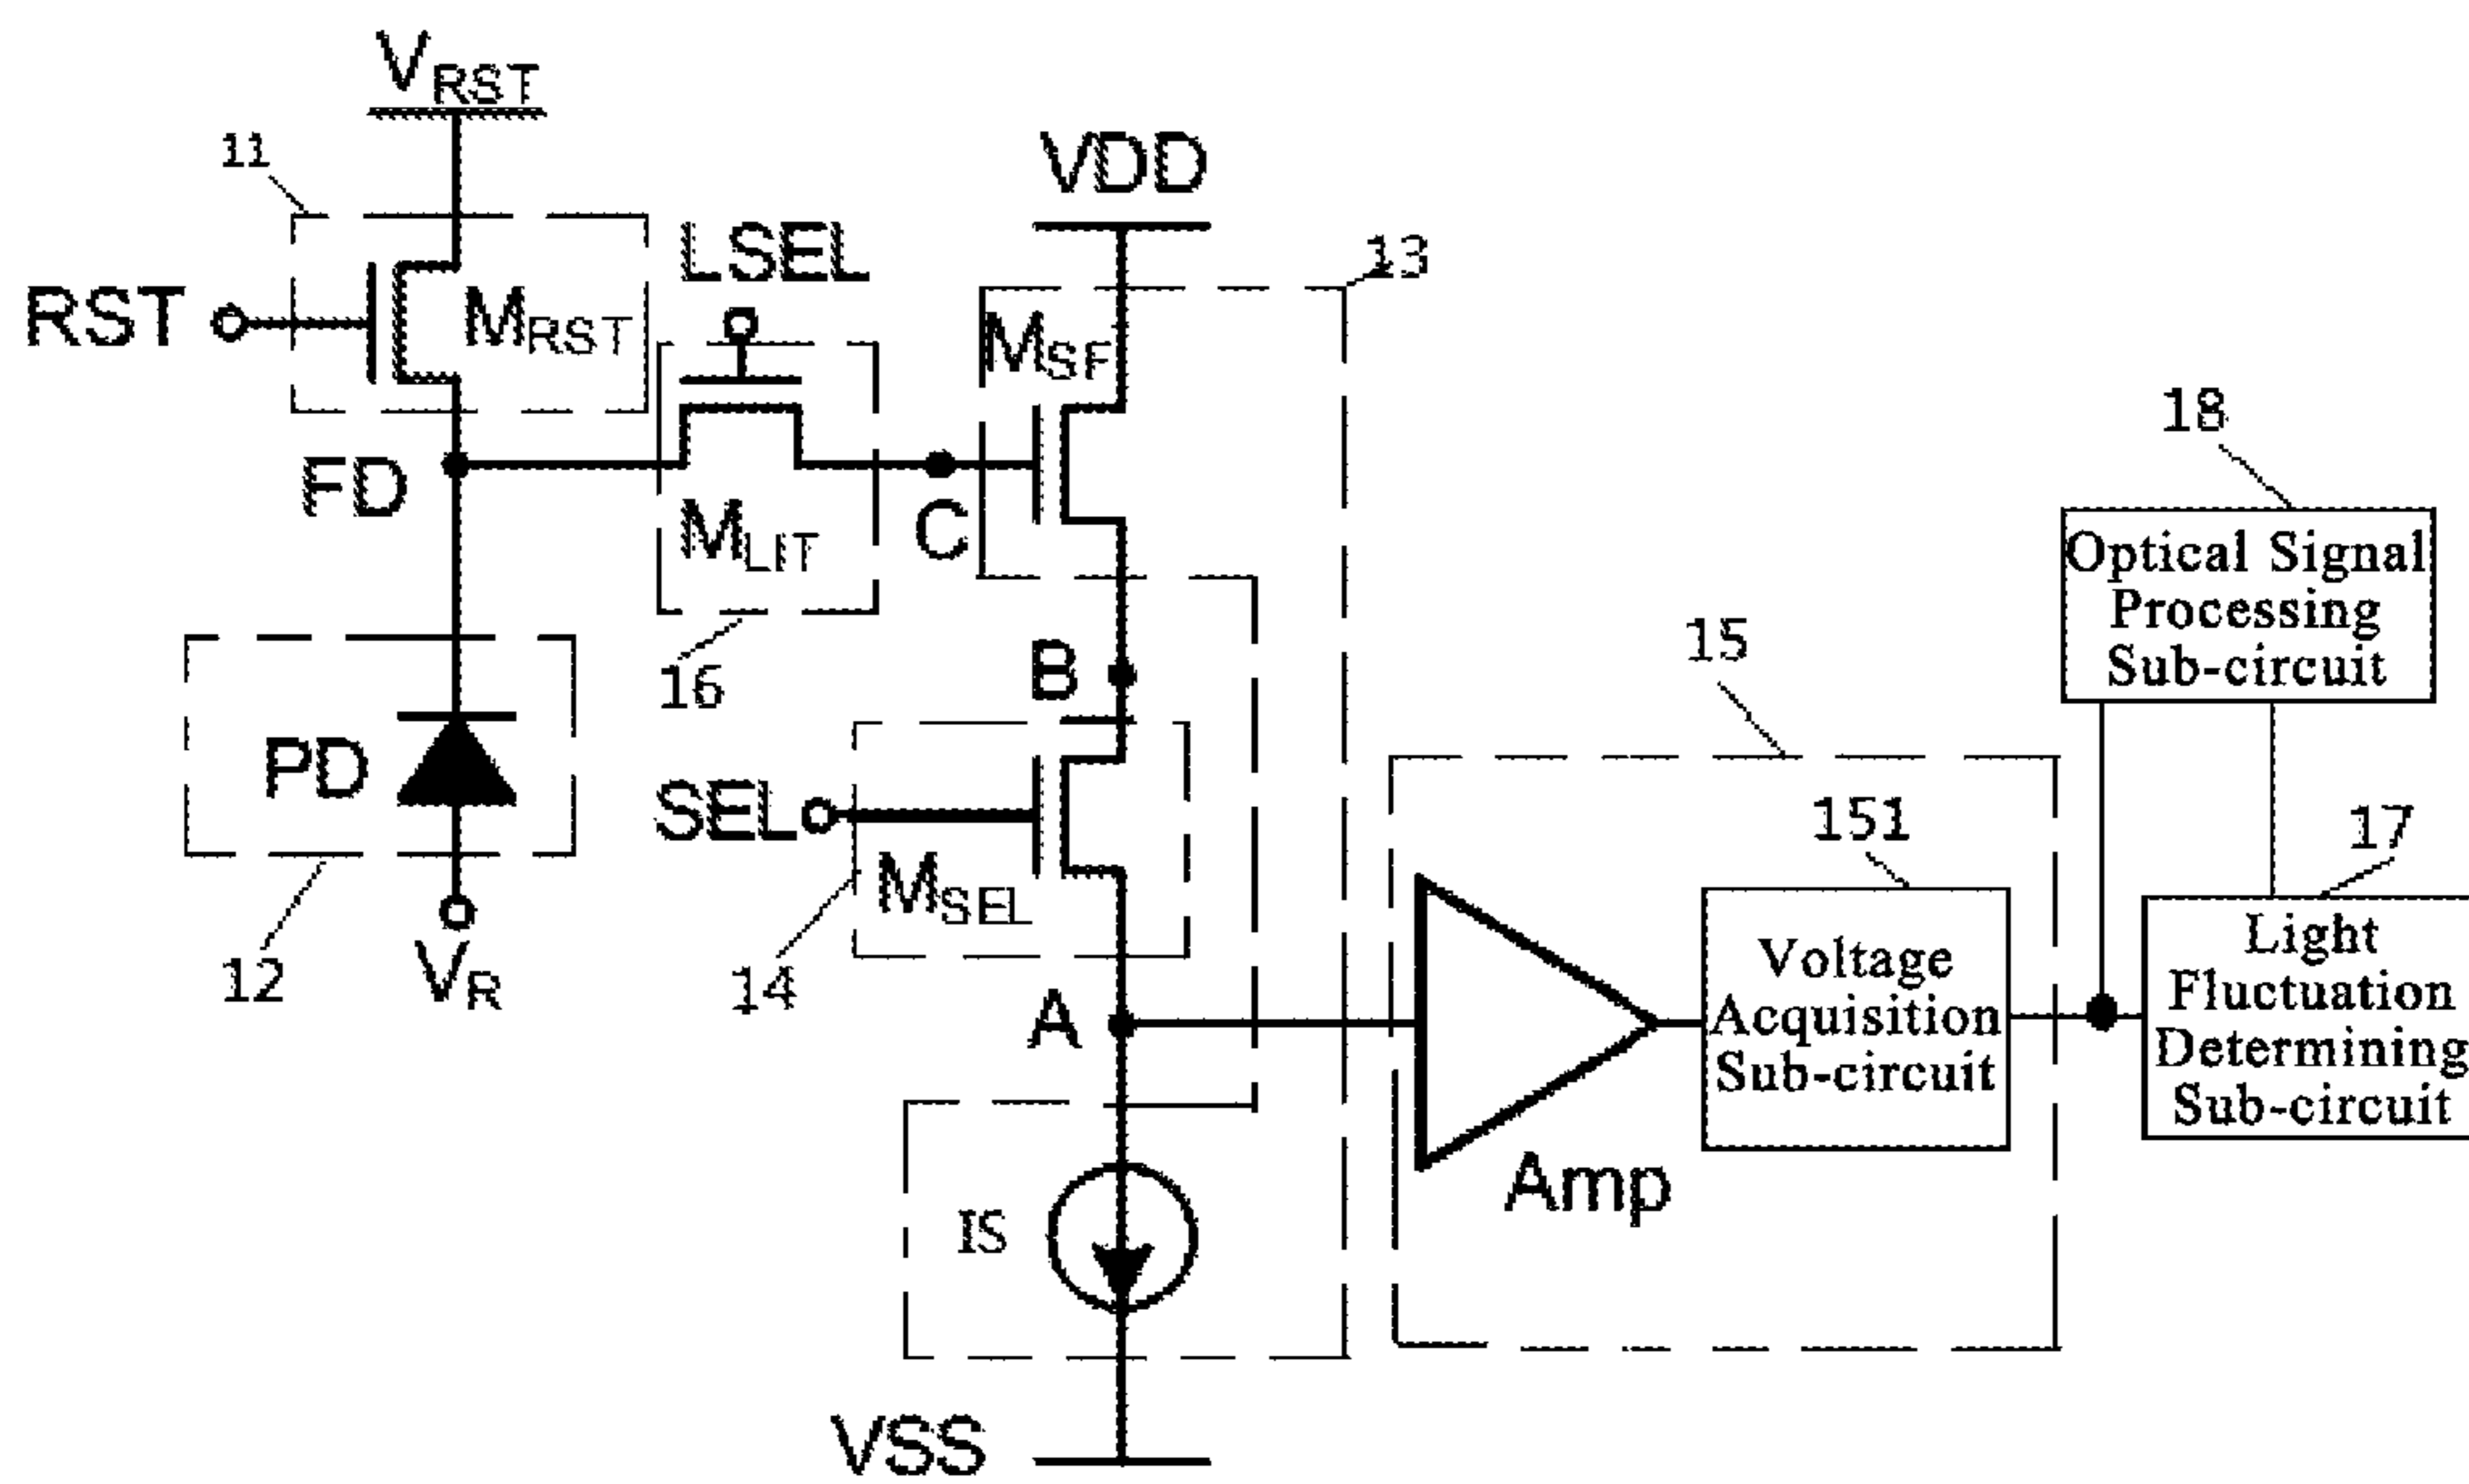 VRST
11
VDD
LSEL
13
RST
MRST
MSF
18
FD
MLIT
C
Optical Signal
Processing
Sub-circuit
15
16
B
PD
SEL
151
17
MSEL
12
VR
14
A
Voltage
Acquisition
Sub-circuit
Light
Fluctuation
Determining
Sub-circuit
Amp
IS
VSS